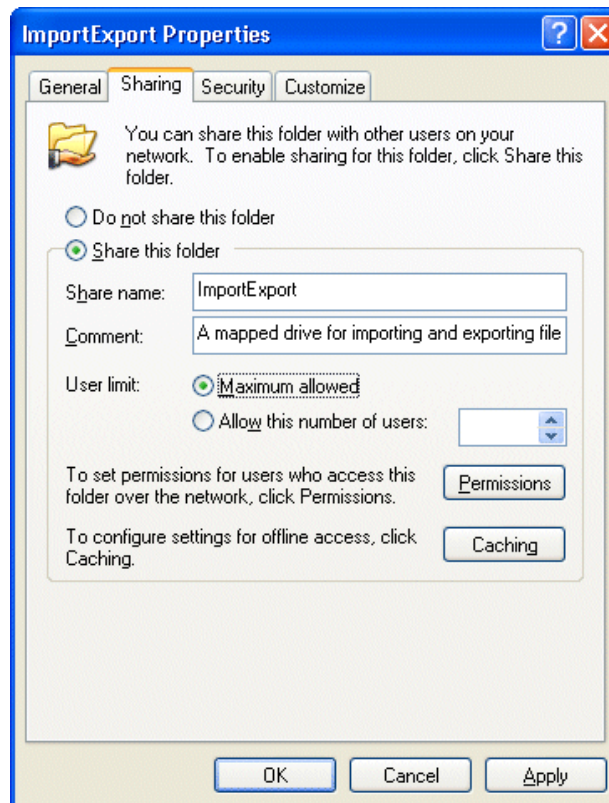 ImportExport Properties
General Sharing Security Customize
You can share this folder with other users on your
network. To enable sharing for this folder, click Share this
folder.
Do not share this folder
Share this folder
Share name: ImportExport
Comment: A mapped drive for importing and exporting file
User limit: Maximum allowed
Allow this number of users:
To set permissions for users who access this
folder over the network, click Permissions.
Permissions
To configure settings for offline access, click
Caching.
Caching
OK Cancel Apply